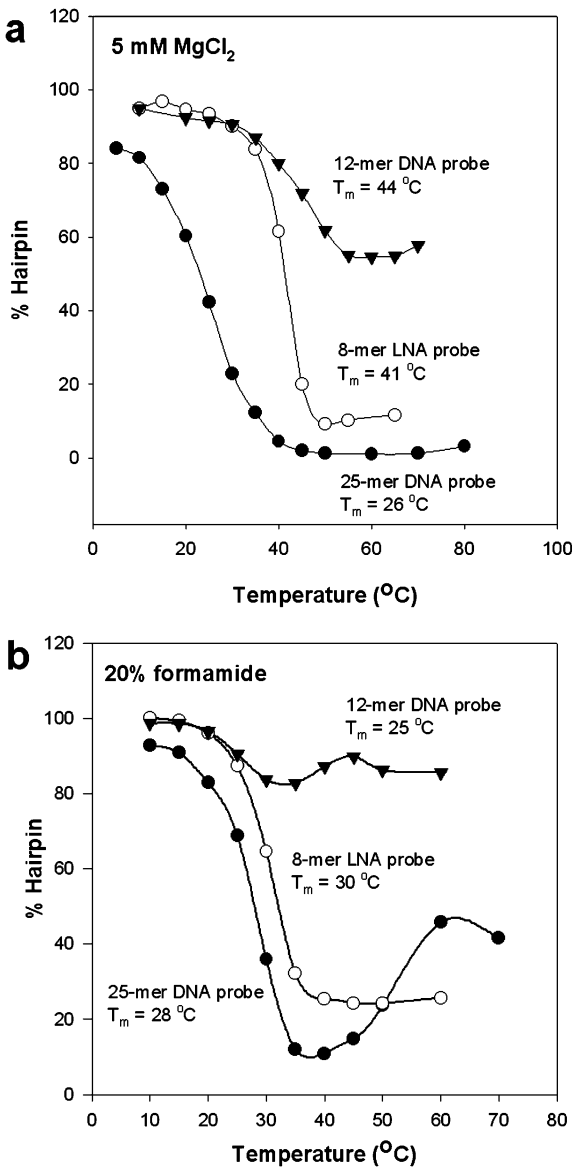 a
5 mM MgCl2
120
100
80
60
40
20
0
% Hairpin
12-mer DNA probe
Tm = 44 °C
8-mer LNA probe
Tm = 41 °C
25-mer DNA probe
Tm = 26 °C
0 20 40 60 80 100
Temperature (°C)
b
20% formamide
120
100
80
60
40
20
0
% Hairpin
12-mer DNA probe
Tm = 25 °C
8-mer LNA probe
Tm = 30 °C
25-mer DNA probe
Tm = 28 °C
0 10 20 30 40 50 60 70 80
Temperature (°C)